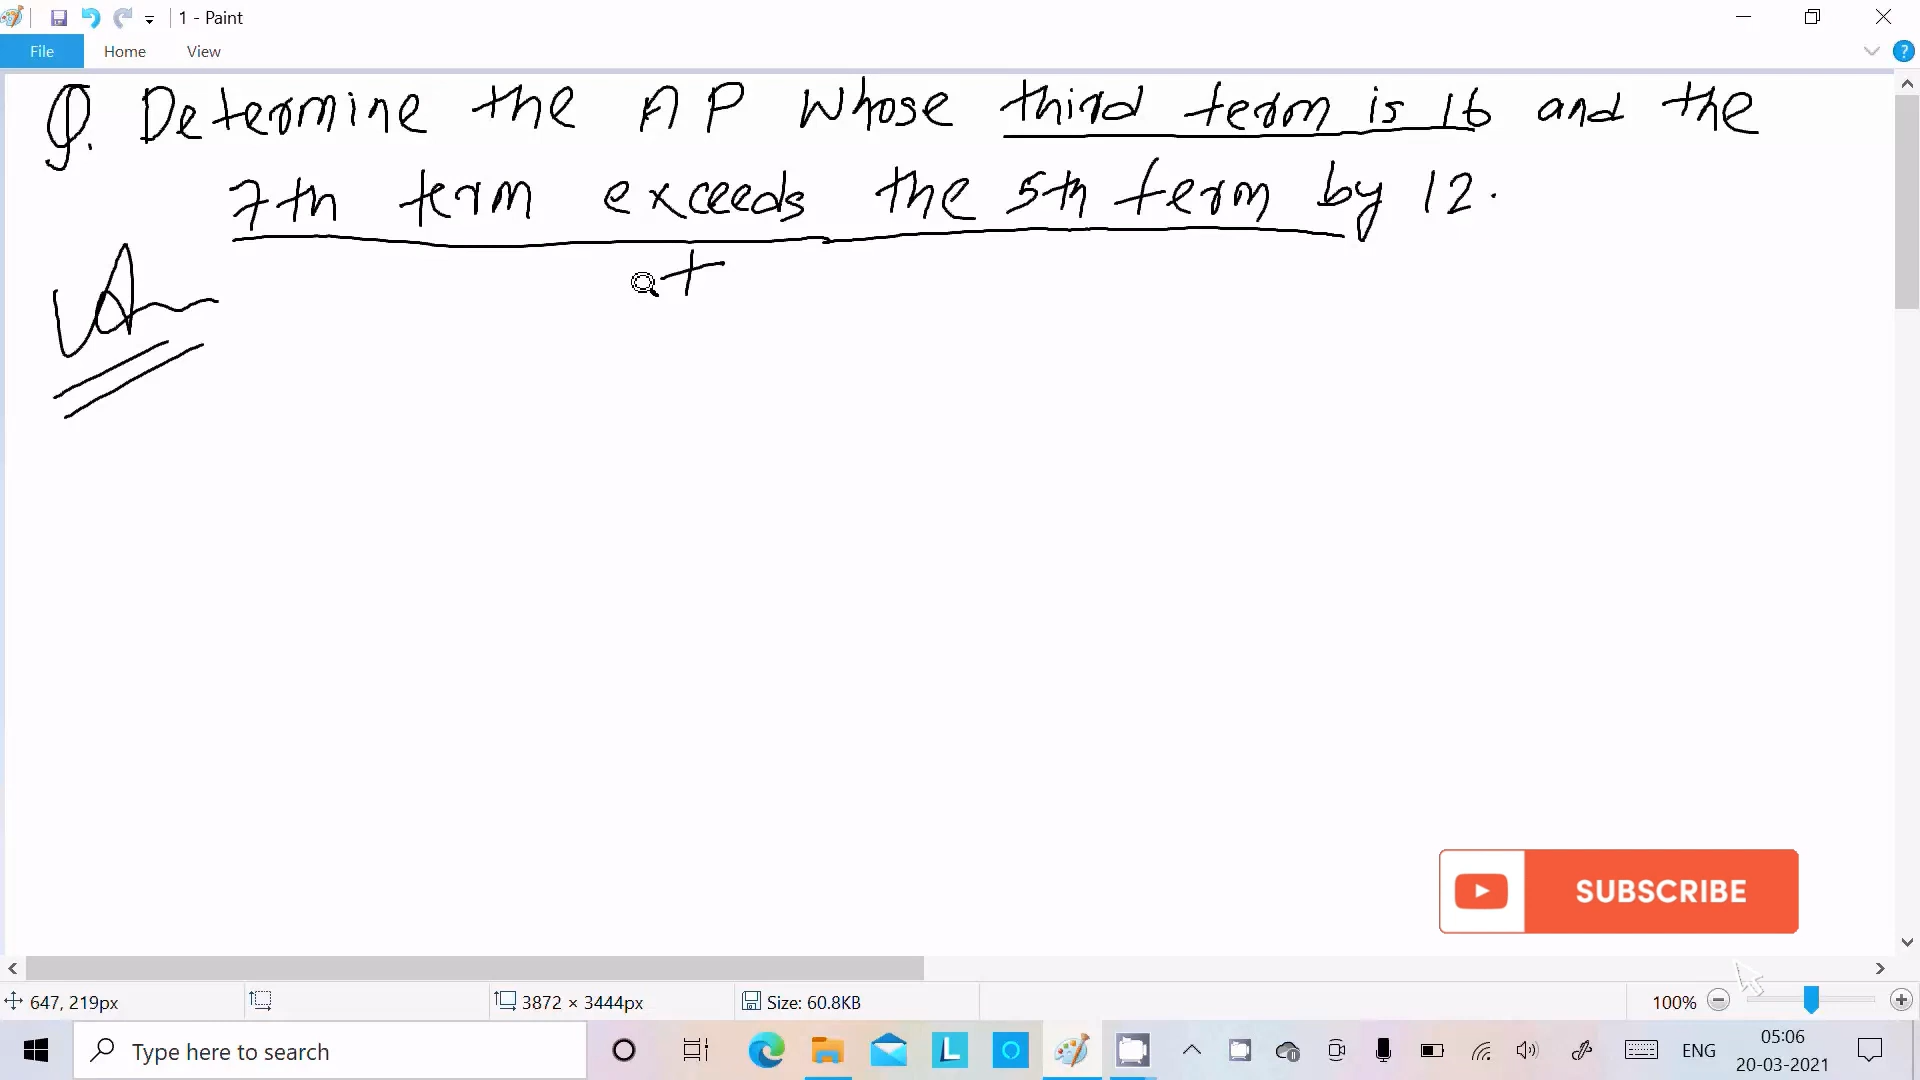 1 - Paint
File Home View
Q. Determine the AP whose third term is 16 and the
7th term exceeds the 5th term by 12.
+
SUBSCRIBE
647, 219px 3872 × 3444px Size: 60.8KB 100%
Type here to search L O ENG 05:06
20-03-2021